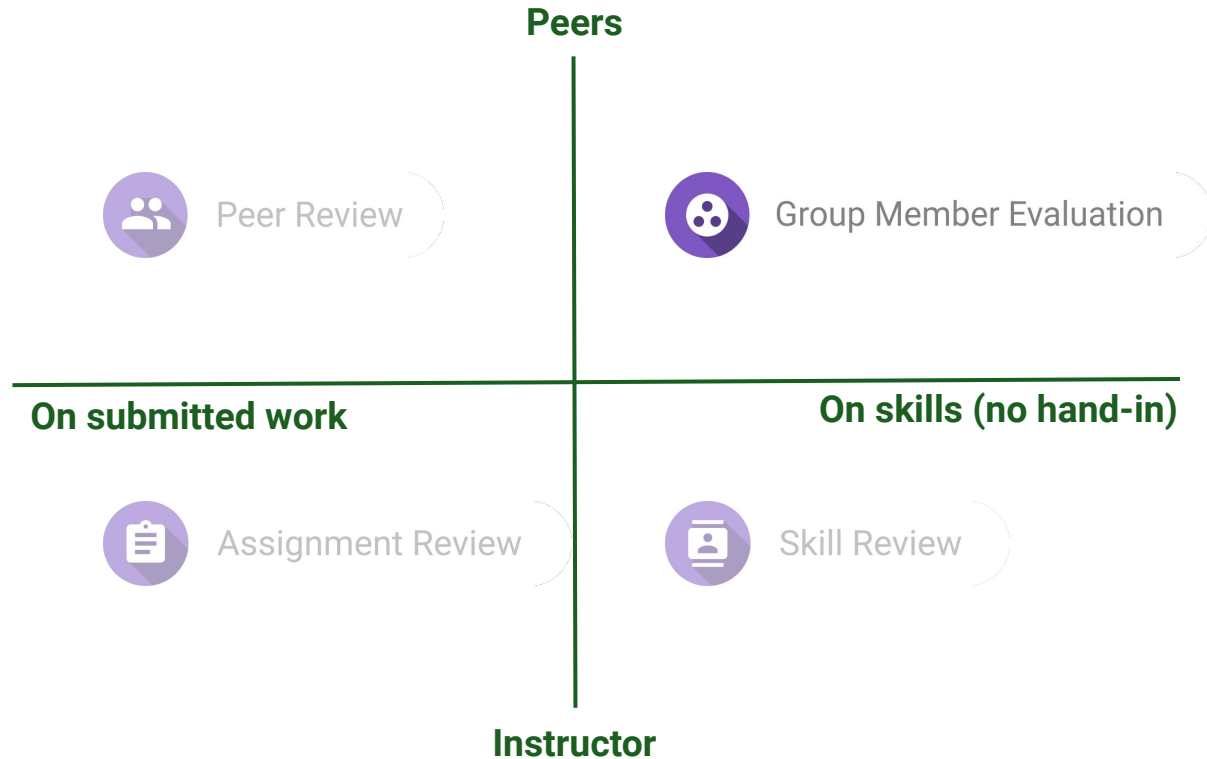 Peers
Peer Review
Group Member Evaluation
On submitted work
On skills (no hand-in)
Assignment Review
Skill Review
Instructor